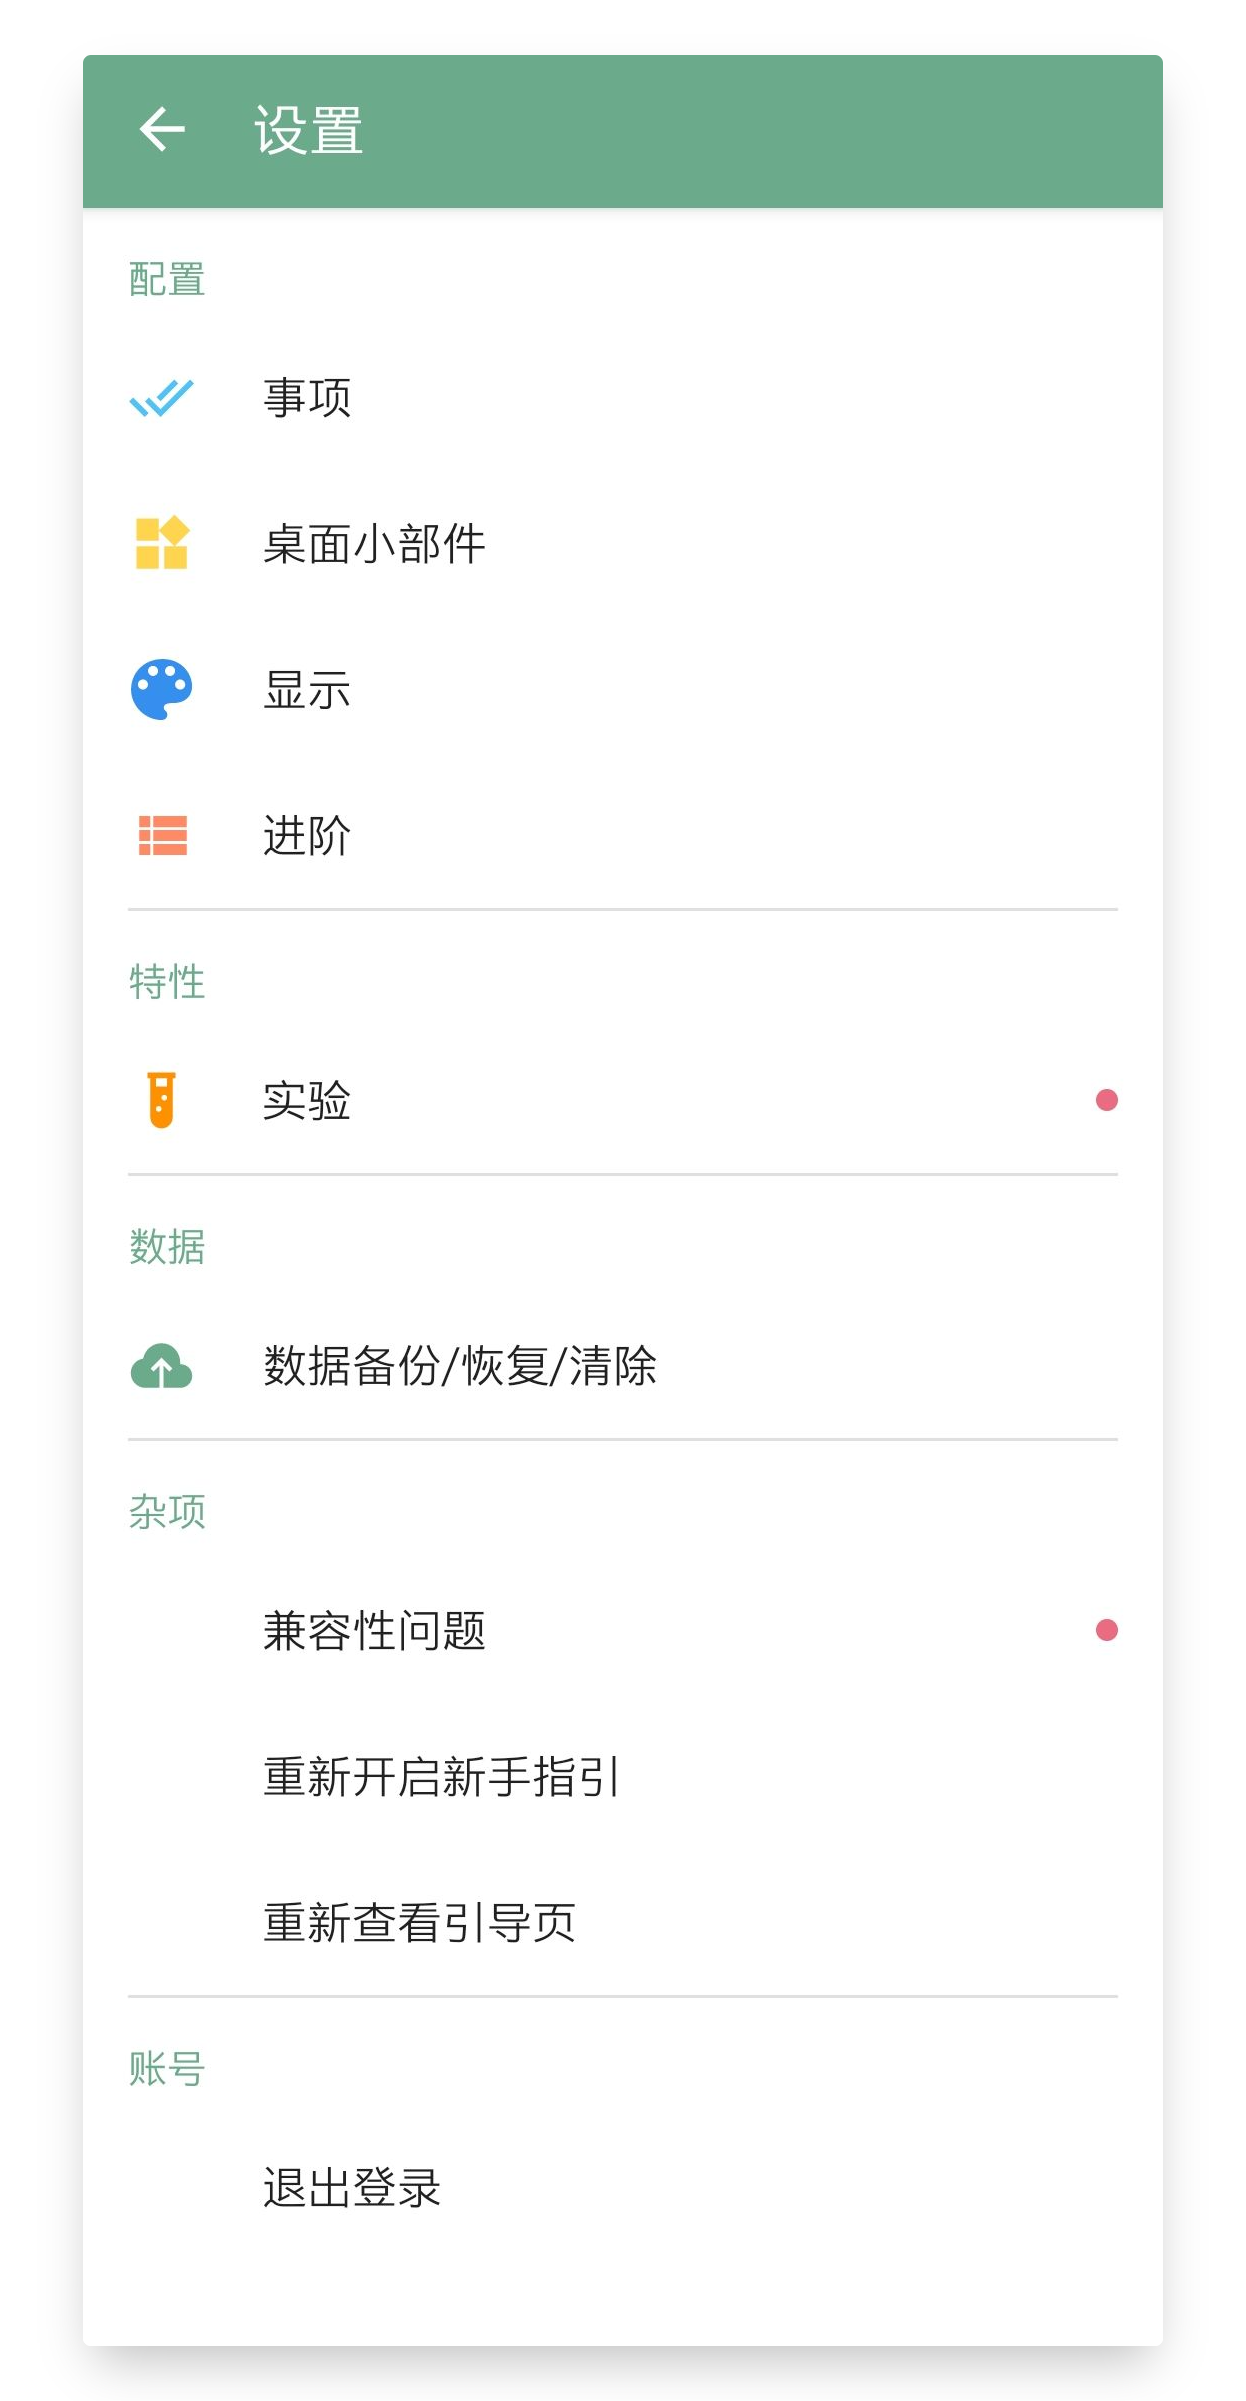 设置
配置
事项
桌面小部件
显示
进阶
特性
实验
数据
数据备份/恢复/清除
杂项
兼容性问题
重新开启新手指引
重新查看引导页
账号
退出登录